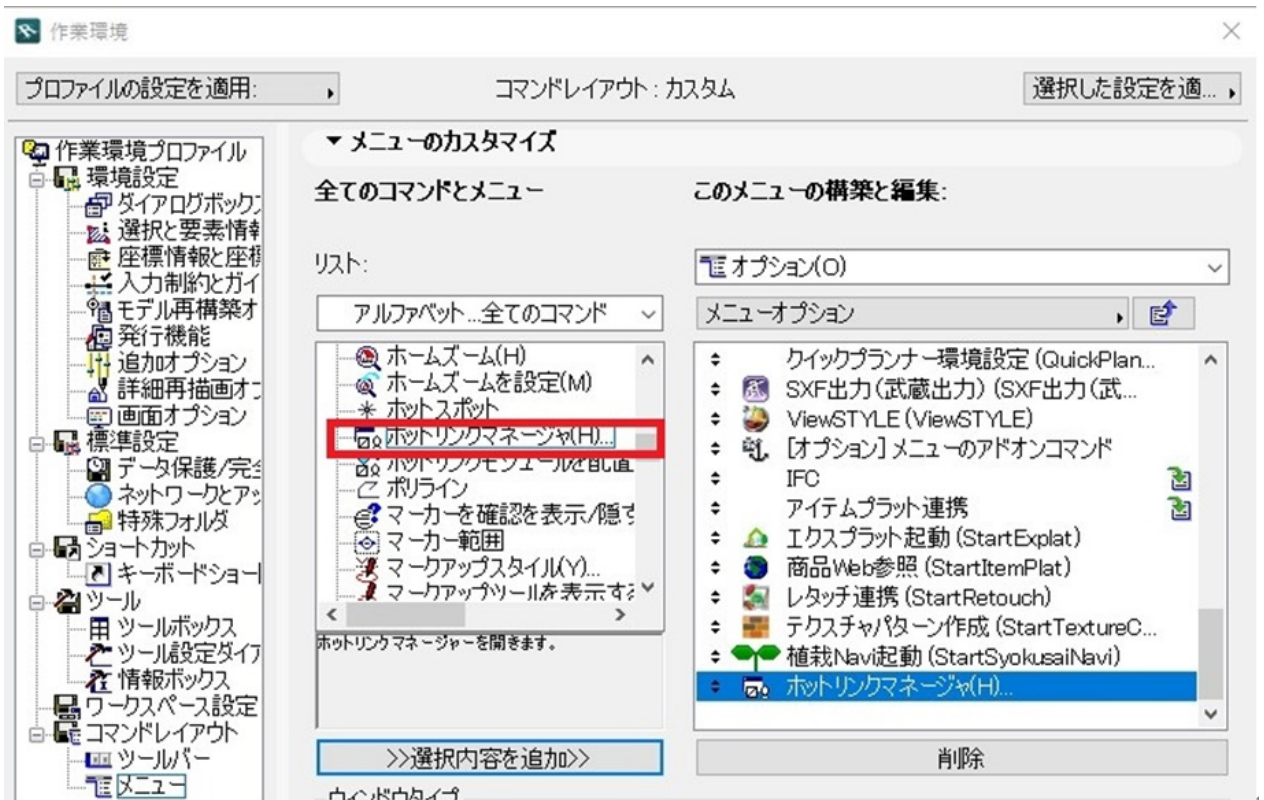 作業環境
プロファイルの設定を適用:
コマンドレイアウト : カスタム
選択した設定を適...
作業環境プロファイル
環境設定
ダイアログボックス
選択と要素情報
座標情報と座標
入力制約とガイ
モデル再構築オ
発行機能
追加オプション
詳細再描画オプ
画面オプション
標準設定
データ保護/完全
ネットワークとアッ
特殊フォルダ
ショートカット
キーボードショート
ツール
ツールボックス
ツール設定ダイア
情報ボックス
ワークスペース設定
コマンドレイアウト
ツールバー
メニュー
メニューのカスタマイズ
全てのコマンドとメニュー
リスト:
アルファベット...全てのコマンド
ホームズーム(H)
ホームズームを設定(M)
ホットスポット
ホットリンクマネージャ(H)...
ホットリンクモジュールを配置
ポリライン
マーカーを確認を表示/隠す
マーカー範囲
マークアップスタイル(Y)...
マークアップツールを表示する
ホットリンクマネージャーを開きます。
>>選択内容を追加>>
ウィンドウタイプ
このメニューの構築と編集:
オプション(O)
メニューオプション
クイックプランナー環境設定 (QuickPlan...
SXF出力(武蔵出力) (SXF出力(武...
ViewSTYLE (ViewSTYLE)
[オプション]メニューのアドオンコマンド
IFC
アイテムプラット連携
エクスプラット起動 (StartExplat)
商品Web参照 (StartItemPlat)
レタッチ連携 (StartRetouch)
テクスチャパターン作成 (StartTextureC...
植栽Navi起動 (StartSyokusaiNavi)
ホットリンクマネージャ(H)...
削除